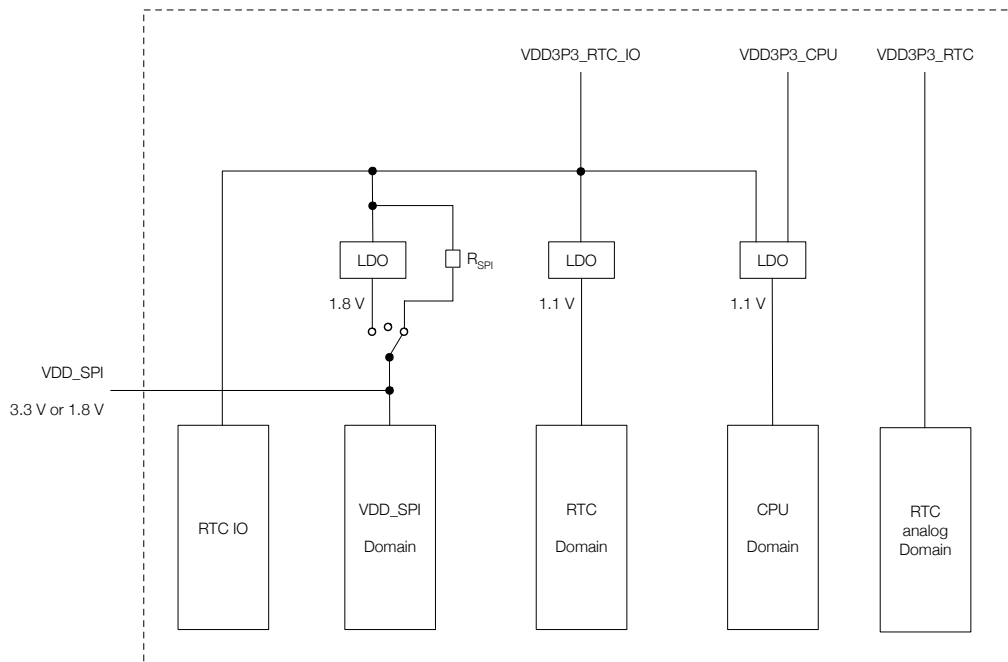 VDD3P3_RTC_IO
VDD3P3_CPU
VDD3P3_RTC
LDO
R_SPI
LDO
LDO
1.8 V
1.1 V
1.1 V
VDD_SPI
3.3 V or 1.8 V
RTC IO
VDD_SPI
Domain
RTC
Domain
CPU
Domain
RTC
analog
Domain